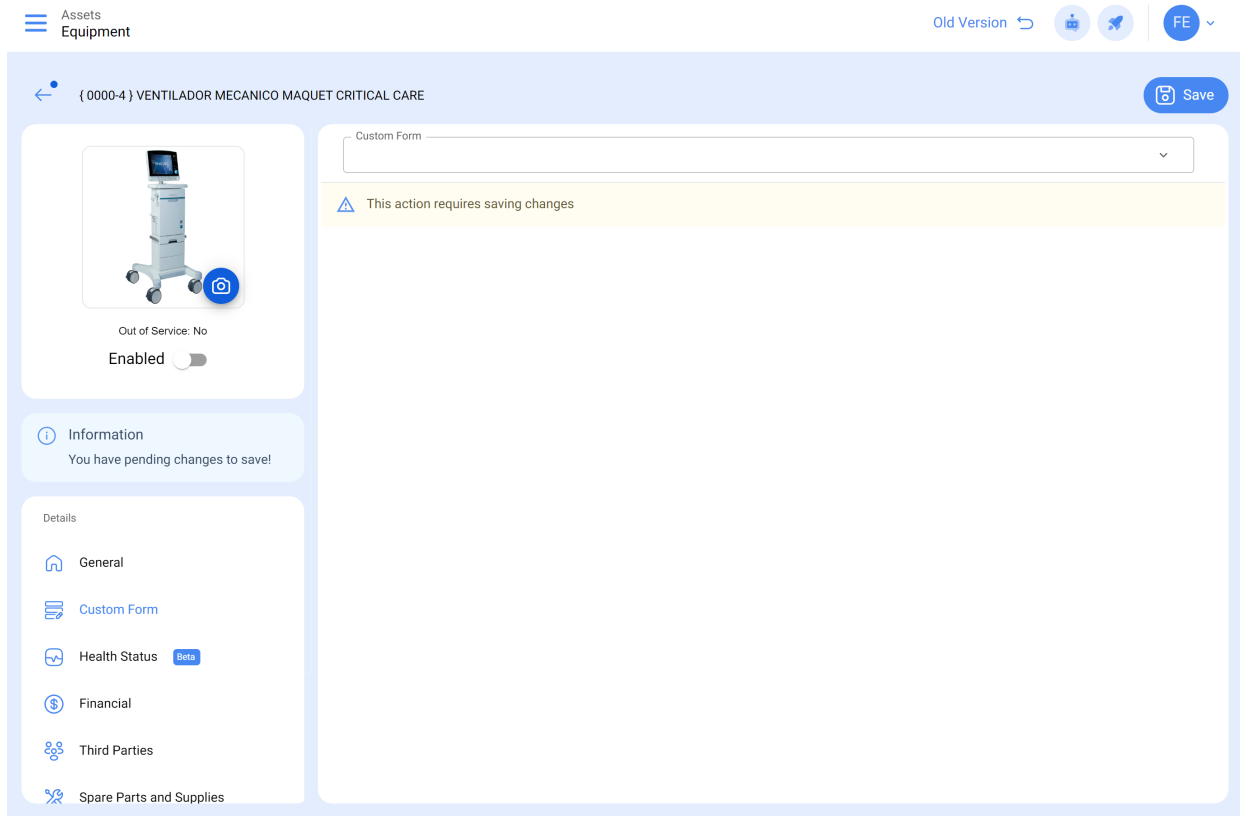 Assets
Equipment
Old Version
FE
{ 0000-4 } VENTILADOR MECANICO MAQUET CRITICAL CARE
Save
Custom Form
This action requires saving changes
Out of Service: No
Enabled
Information
You have pending changes to save!
Details
General
Custom Form
Health Status Beta
Financial
Third Parties
Spare Parts and Supplies